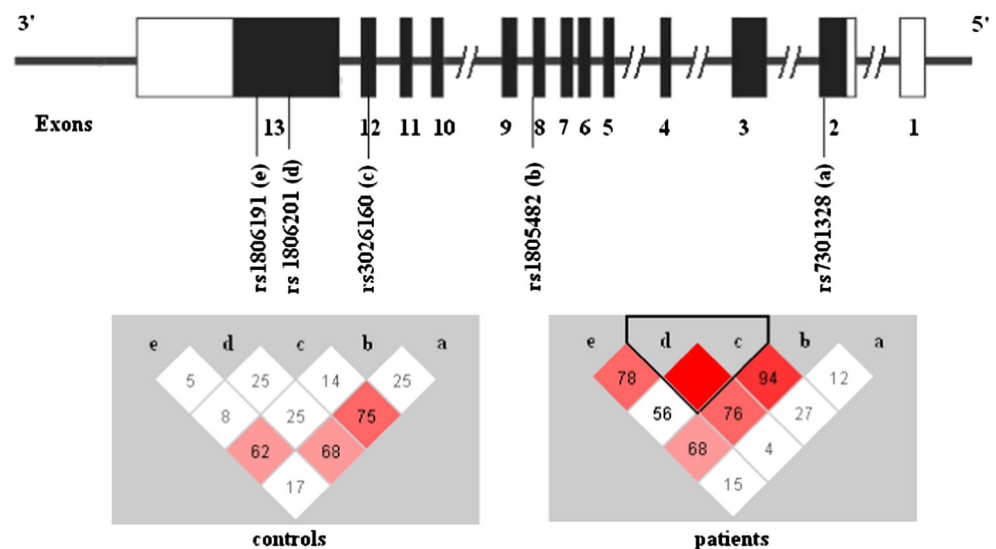 3' 5'
Exons 13 12 11 10 9 8 7 6 5 4 3 2 1
rs1806191 (e)
rs 1806201 (d)
rs3026160 (c)
rs1805482 (b)
rs7301328 (a)
e d c b a
5 25 14 25
8 25 75
62 68
17
controls
e d c b a
78 94 12
56 76 27
68 4
15
patients